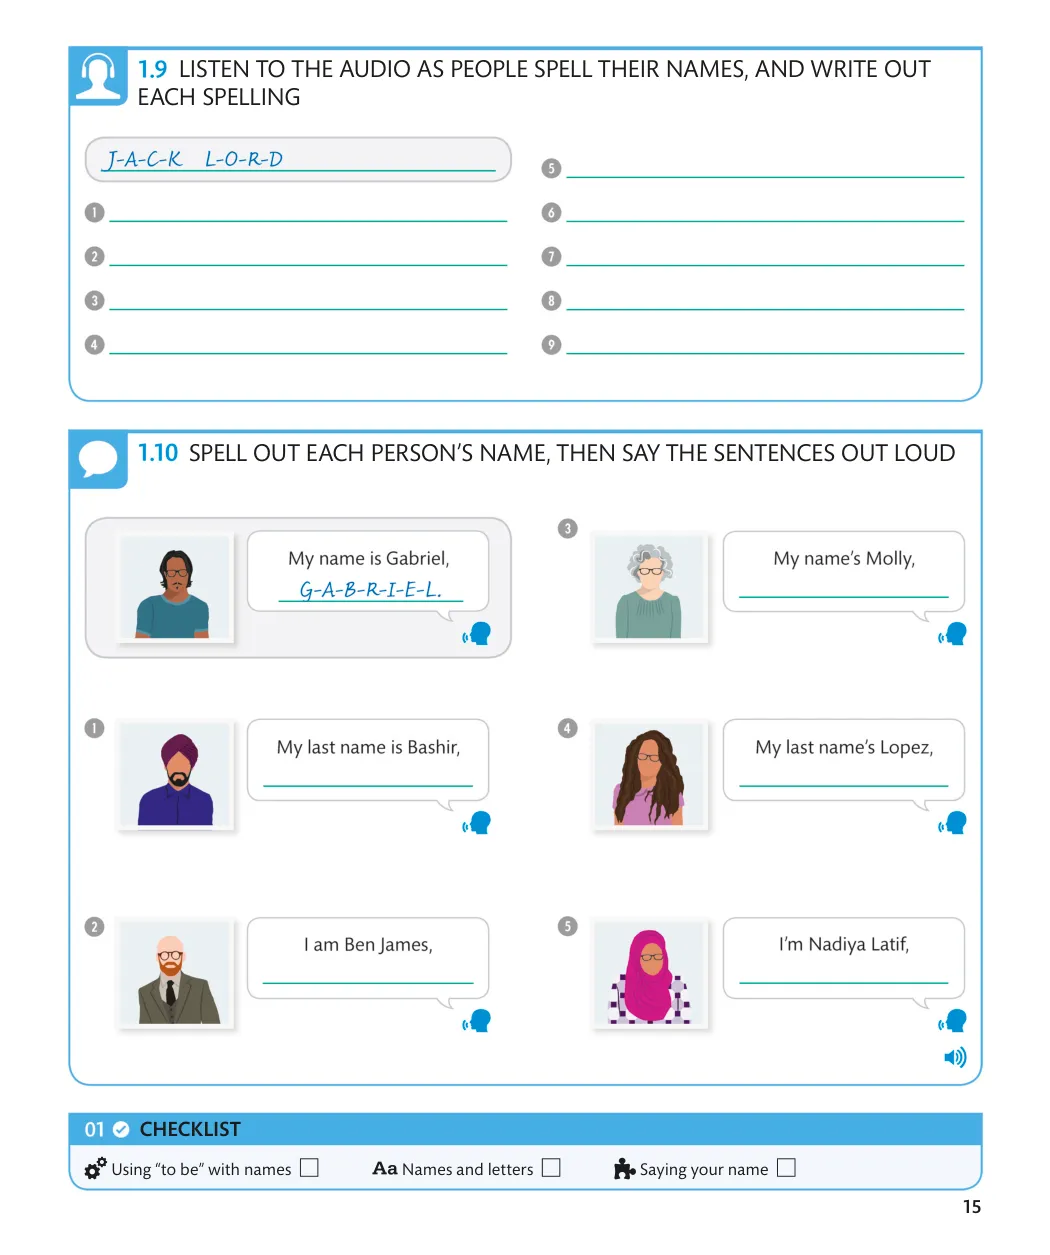 1.9 LISTEN TO THE AUDIO AS PEOPLE SPELL THEIR NAMES, AND WRITE OUT
EACH SPELLING
J-A-C-K L-O-R-D
1
2
3
4
5
6
7
8
9
1.10 SPELL OUT EACH PERSON’S NAME, THEN SAY THE SENTENCES OUT LOUD
My name is Gabriel,
G-A-B-R-I-E-L.
1
My last name is Bashir,
2
I am Ben James,
3
My name’s Molly,
4
My last name’s Lopez,
5
I’m Nadiya Latif,
01 CHECKLIST
Using “to be” with names
Aa Names and letters
Saying your name
15